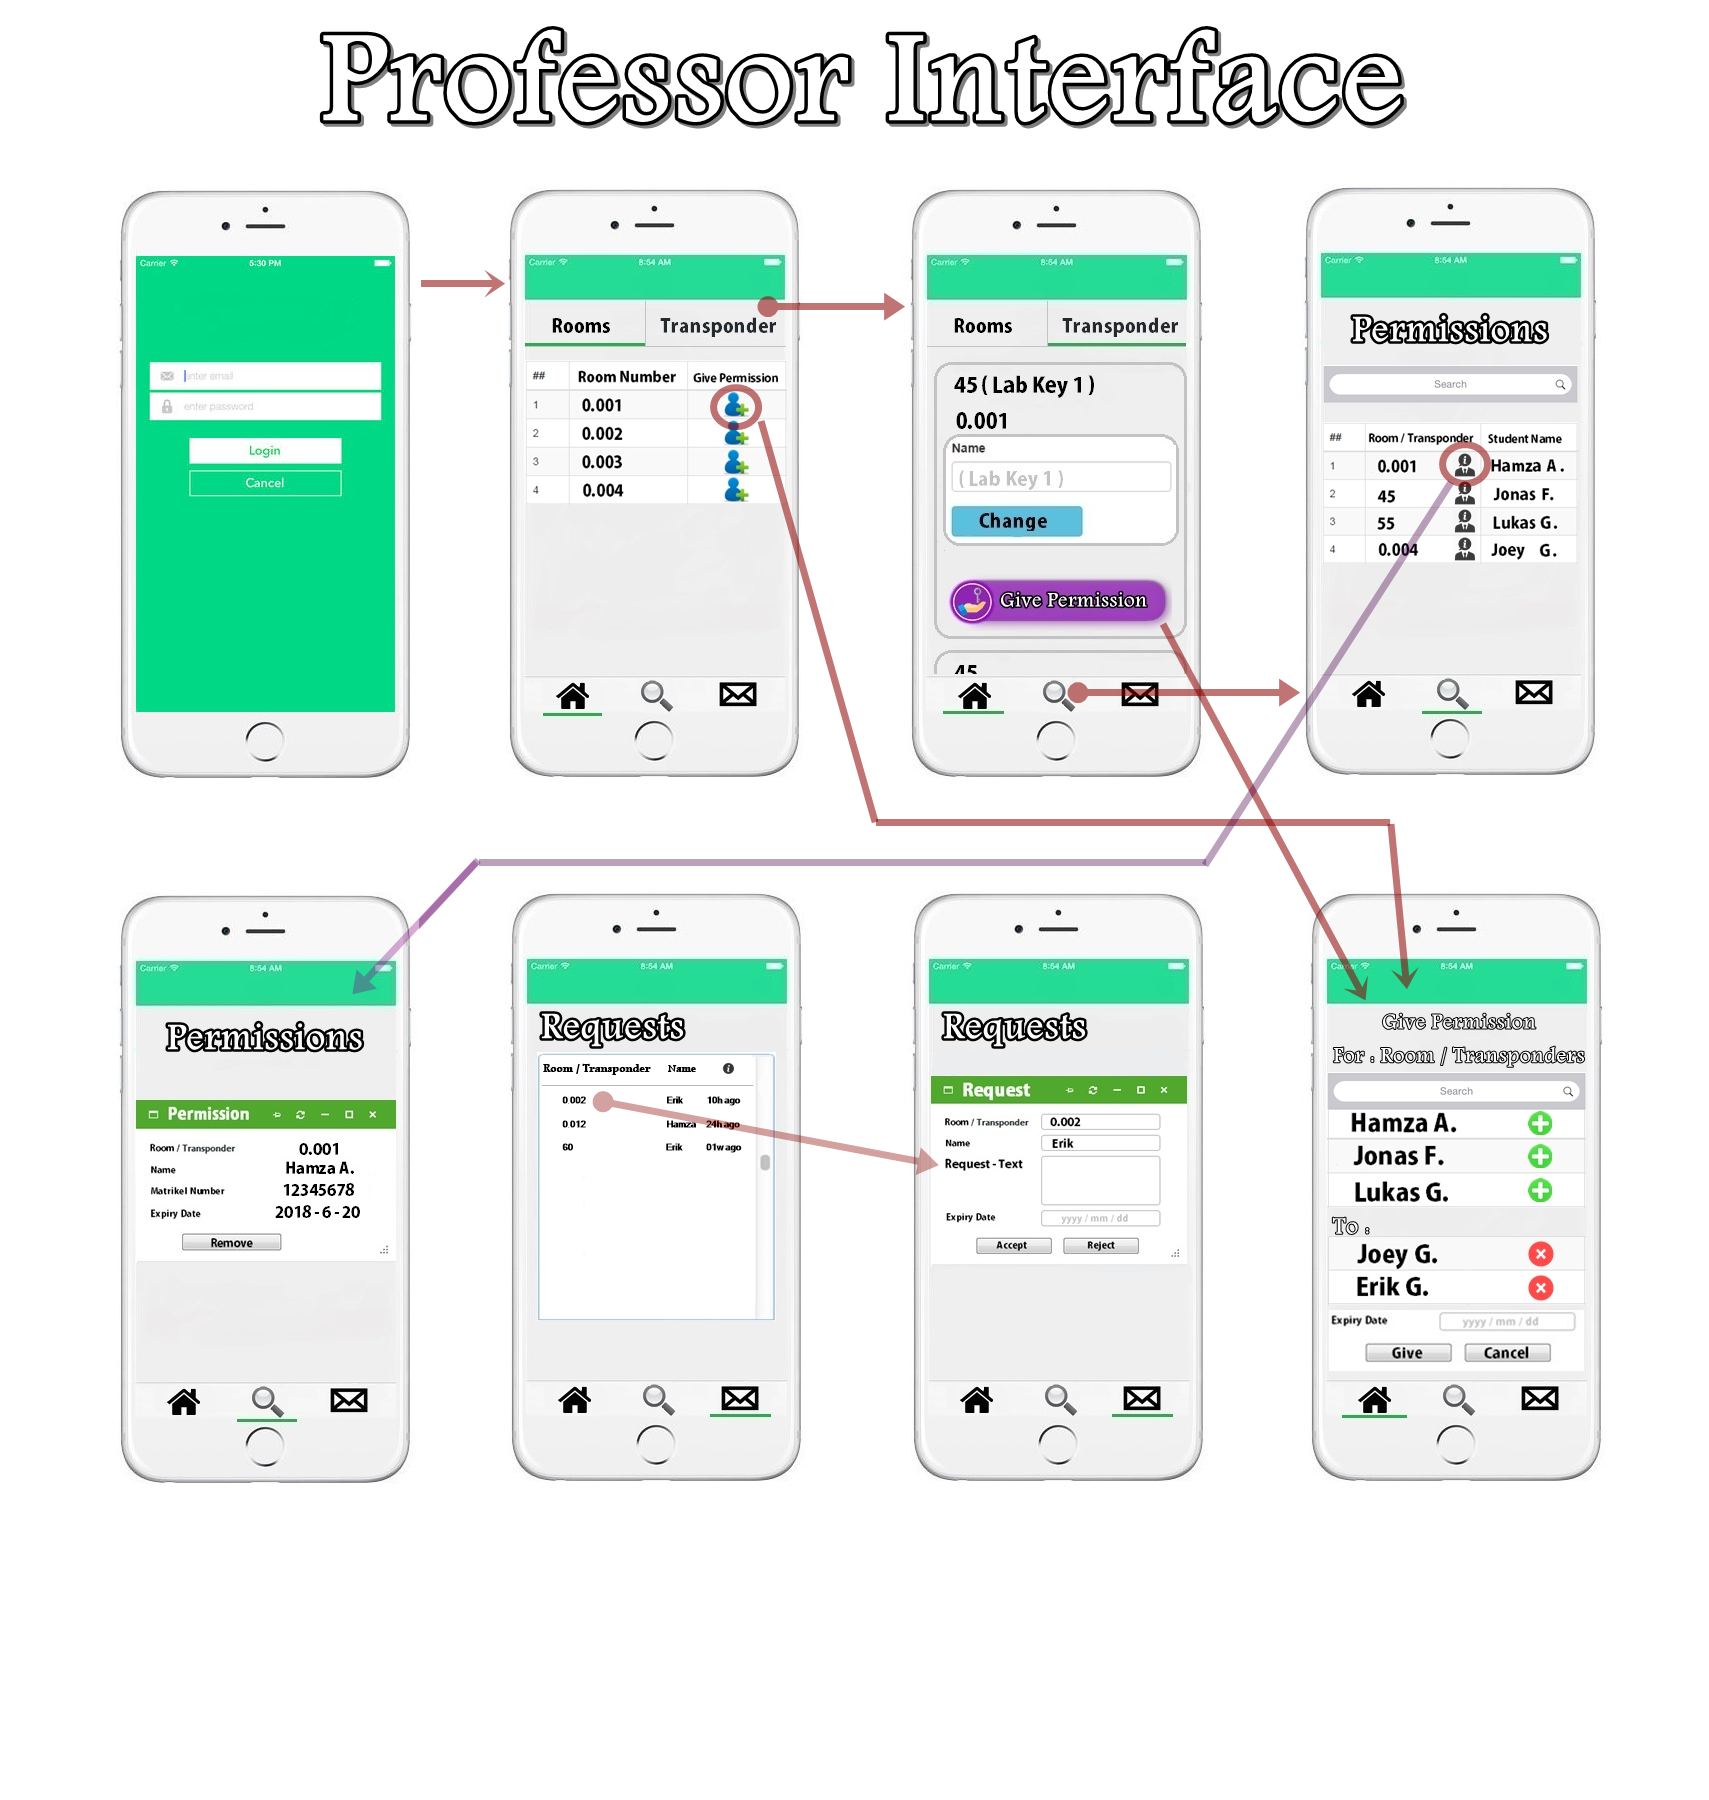 Professor Interface
Carrier 5:30 PM
enter email
enter password
Login
Cancel
Carrier 8:54 AM
Rooms Transponder
## Room Number Give Permission
1 0.001
2 0.002
3 0.003
4 0.004
Carrier 8:54 AM
Rooms Transponder
45 ( Lab Key 1 )
0.001
Name
( Lab Key 1 )
Change
Give Permission
45
Carrier 8:54 AM
Permissions
Search
## Room / Transponder Student Name
1 0.001 Hamza A .
2 45 Jonas F.
3 55 Lukas G.
4 0.004 Joey G.
Carrier 8:54 AM
Permissions
Permission
Room / Transponder 0.001
Name Hamza A.
Matrikel Number 12345678
Expiry Date 2018 - 6 - 20
Remove
Carrier 8:54 AM
Requests
Room / Transponder Name
0.002 Erik 10h ago
0.012 Hamza 24h ago
60 Erik 01w ago
Carrier 8:54 AM
Requests
Request
Room / Transponder 0.002
Name Erik
Request - Text
Expiry Date yyyy / mm / dd
Accept Reject
Carrier 8:54 AM
Give Permission
For : Room / Transponders
Search
Hamza A.
Jonas F.
Lukas G.
To :
Joey G.
Erik G.
Expiry Date yyyy / mm / dd
Give Cancel